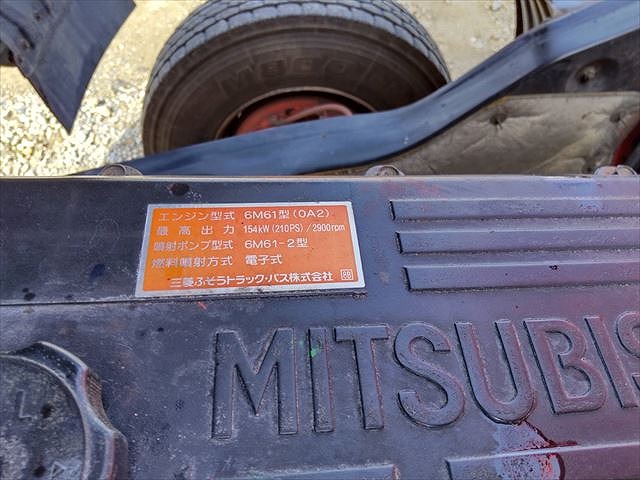 エンジン型式 6M61型(0A2)
最高出力 154kW(210PS)/2900rpm
噴射ポンプ型式 6M61-2型
燃料噴射方式 電子式
三菱ふそうトラック・バス株式会社
MITSUBIS